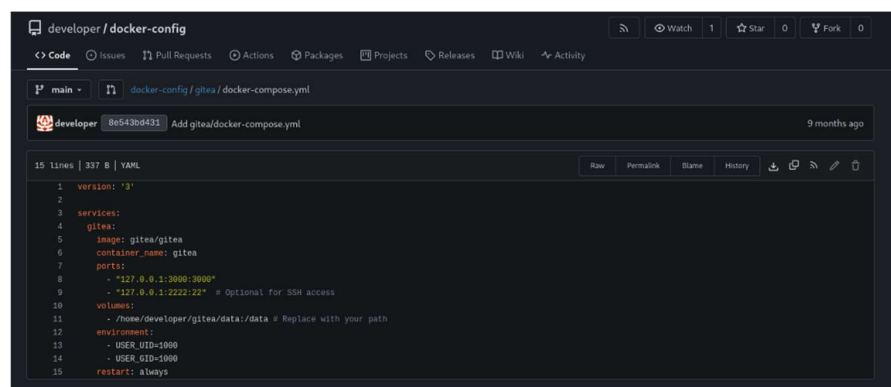 developer / docker-config
Watch 1
Star 0
Fork 0
Code Issues Pull Requests Actions Packages Projects Releases Wiki Activity
main docker-config / gitea / docker-compose.yml
developer 8e543bd431 Add gitea/docker-compose.yml 9 months ago
15 lines | 337 B | YAML Raw Permalink Blame History
1 version: '3'
2
3 services:
4   gitea:
5     image: gitea/gitea
6     container_name: gitea
7     ports:
8       - "127.0.0.1:3000:3000"
9       - "127.0.0.1:2222:22"  # Optional for SSH access
10     volumes:
11       - /home/developer/gitea/data:/data # Replace with your path
12     environment:
13       - USER_UID=1000
14       - USER_GID=1000
15     restart: always